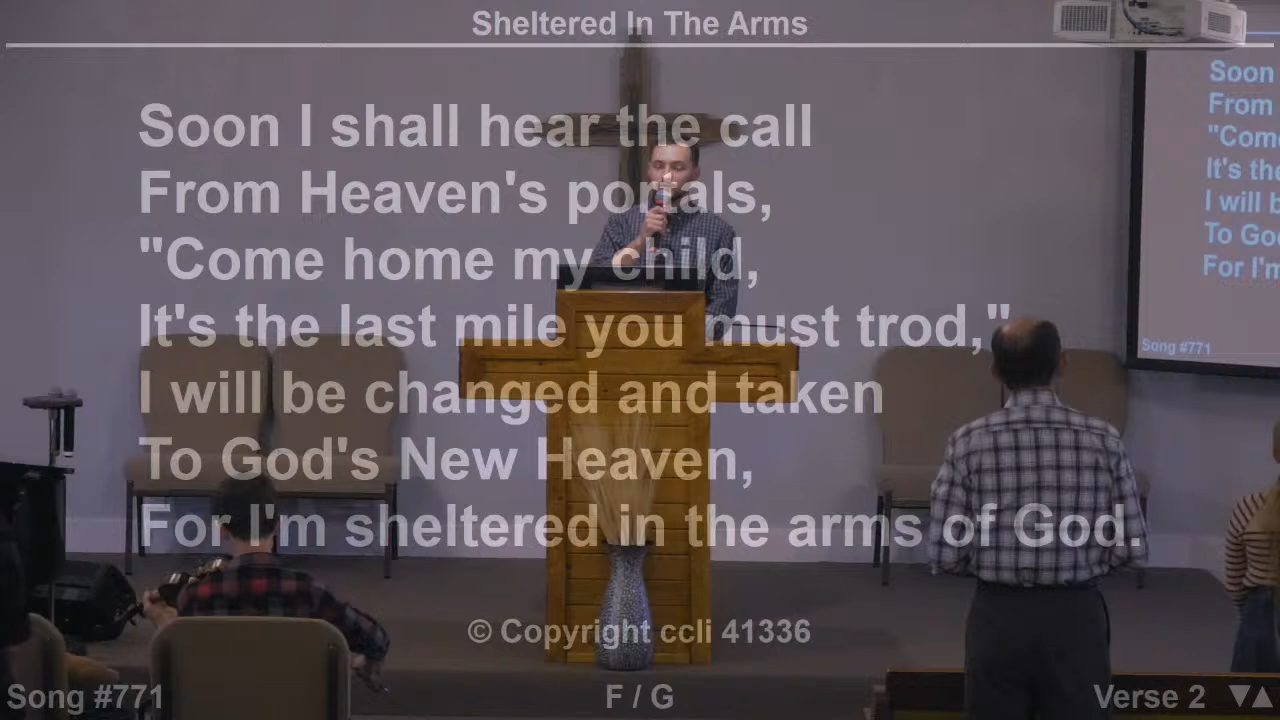 Sheltered In The Arms
Soon I shall hear the call
From Heaven's portals,
"Come home my child,
It's the last mile you must trod,"
I will be changed and taken
To God's New Heaven,
For I'm sheltered in the arms of God.
© Copyright ccli 41336
Song #771
F / G
Verse 2 ▼▲
Soon
From
"Come
It's the
I will b
To God
For I'm
Song #771